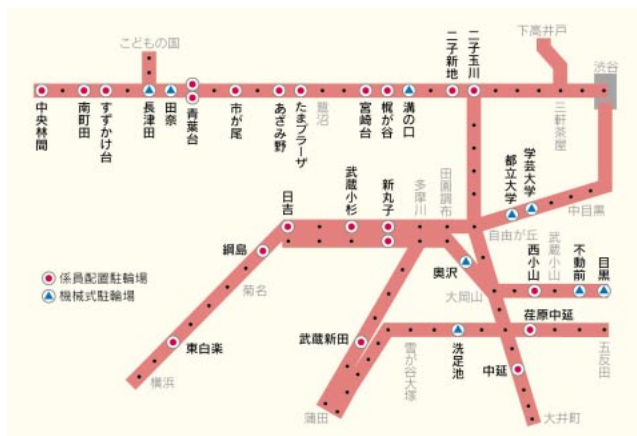 こどもの国
下高井戸
渋谷
二子玉川
二子新地
溝の口
梶が谷
宮崎台
鷺沼
たまプラーザ
あざみ野
市が尾
青葉台
田奈
長津田
すずかけ台
南町田
中央林間
三軒茶屋
学芸大学
都立大学
中目黒
田園調布
多摩川
新丸子
武蔵小杉
日吉
自由が丘
綱島
菊名
奥沢
大岡山
西小山
武蔵小山
不動前
目黒
係員配置駐輪場
機械式駐輪場
東白楽
横浜
武蔵新田
蒲田
雪が谷大塚
洗足池
荏原中延
中延
五反田
大井町